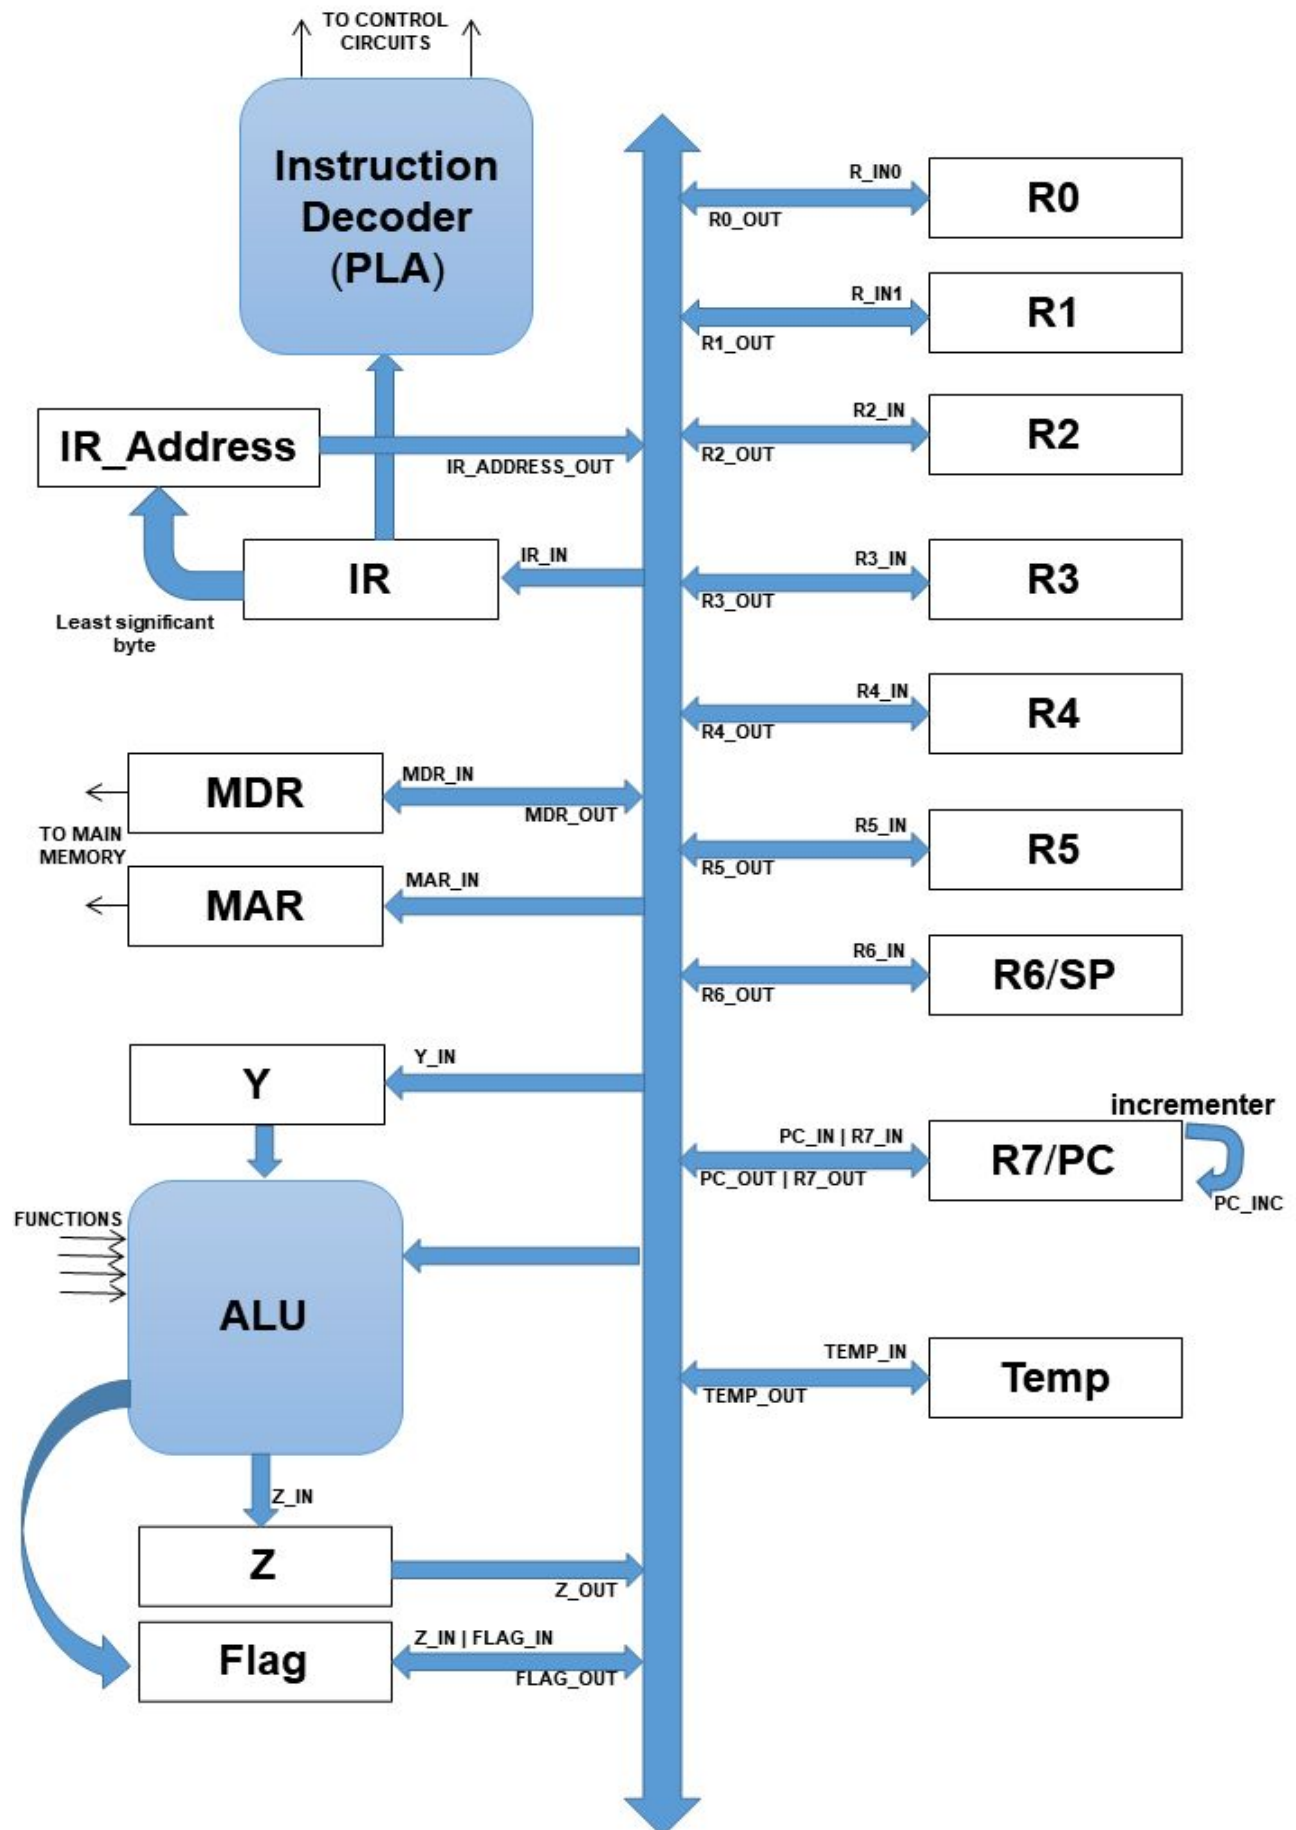 TO CONTROL
CIRCUITS
Instruction
Decoder
(PLA)
R_IN0
R0
R0_OUT
R_IN1
R1
R1_OUT
IR_Address
IR_ADDRESS_OUT
R2_IN
R2
R2_OUT
IR_IN
IR
Least significant
byte
R3_IN
R3
R3_OUT
R4_IN
R4
R4_OUT
MDR
MDR_IN
MDR_OUT
TO MAIN
MEMORY
MAR
MAR_IN
R5_IN
R5
R5_OUT
R6_IN
R6/SP
R6_OUT
Y
Y_IN
incrementer
PC_IN | R7_IN
R7/PC
PC_OUT | R7_OUT
PC_INC
FUNCTIONS
ALU
TEMP_IN
Temp
TEMP_OUT
Z_IN
Z
Z_OUT
Flag
Z_IN | FLAG_IN
FLAG_OUT